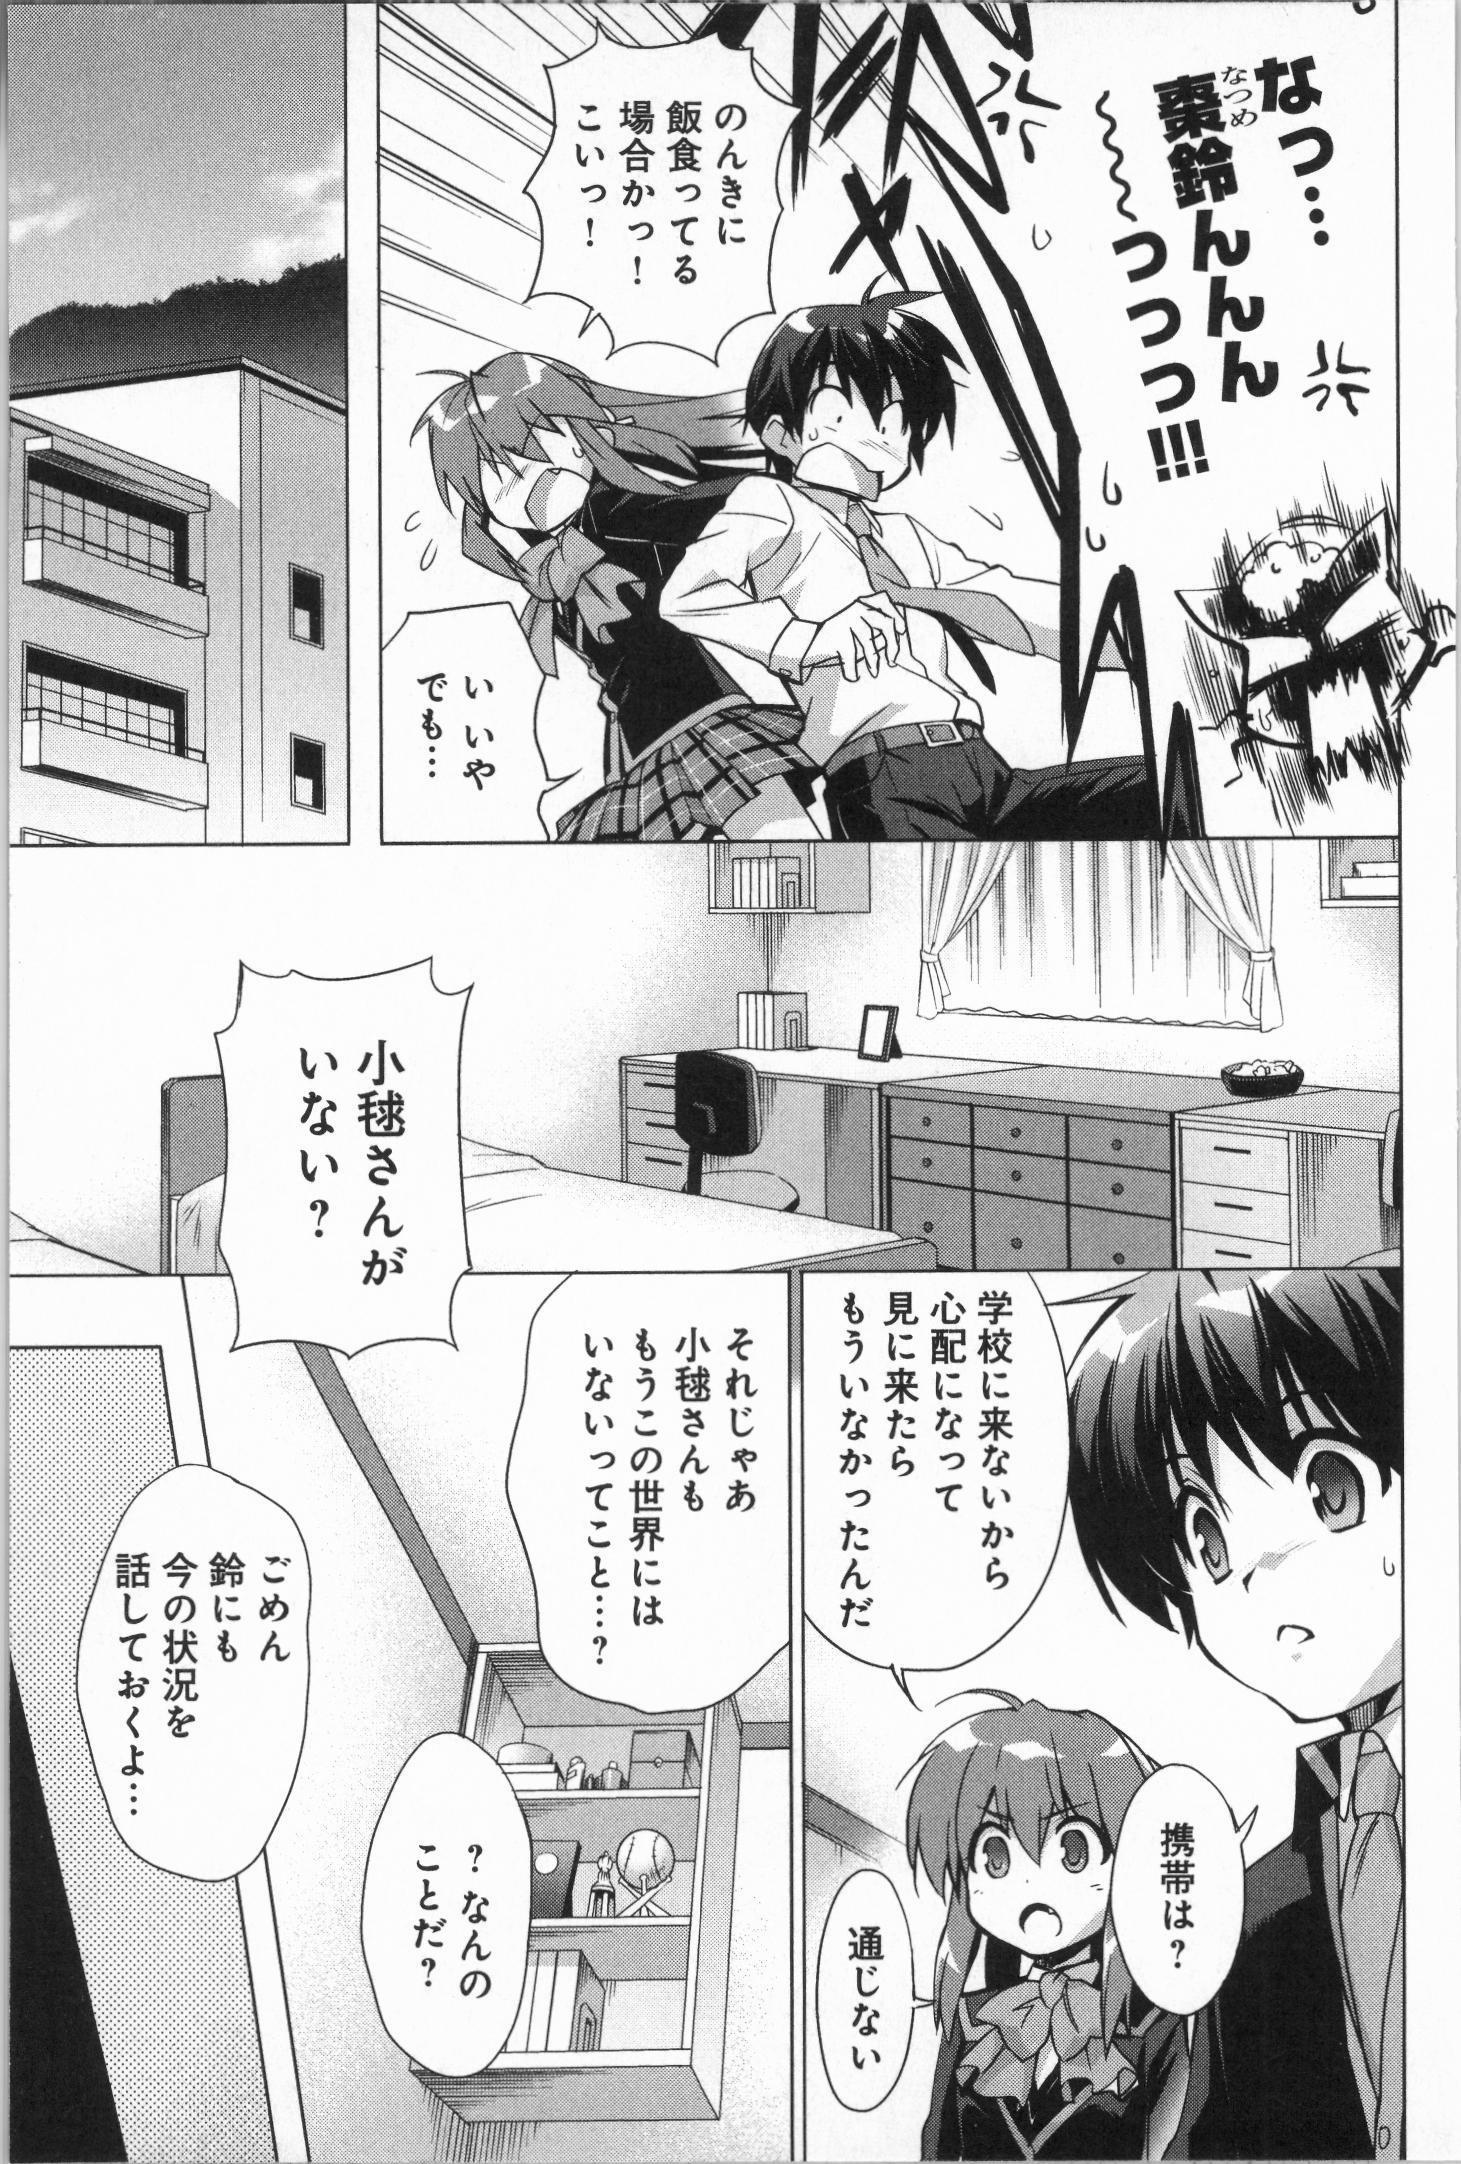 なっ…
棗鈴んんん
なつめ
～～っっっっ!!!
のんきに
飯食ってる
場合かっ！
こいっ！
いいや
でも…
小毬さんが
いない？
学校に来ないから
心配になって
見に来たら
もういなかったんだ
携帯は？
通じない
それじゃあ
小毬さんも
もうこの世界には
いないってこと…？
？なんの
ことだ？
ごめん
鈴にも
今の状況を
話しておくよ…